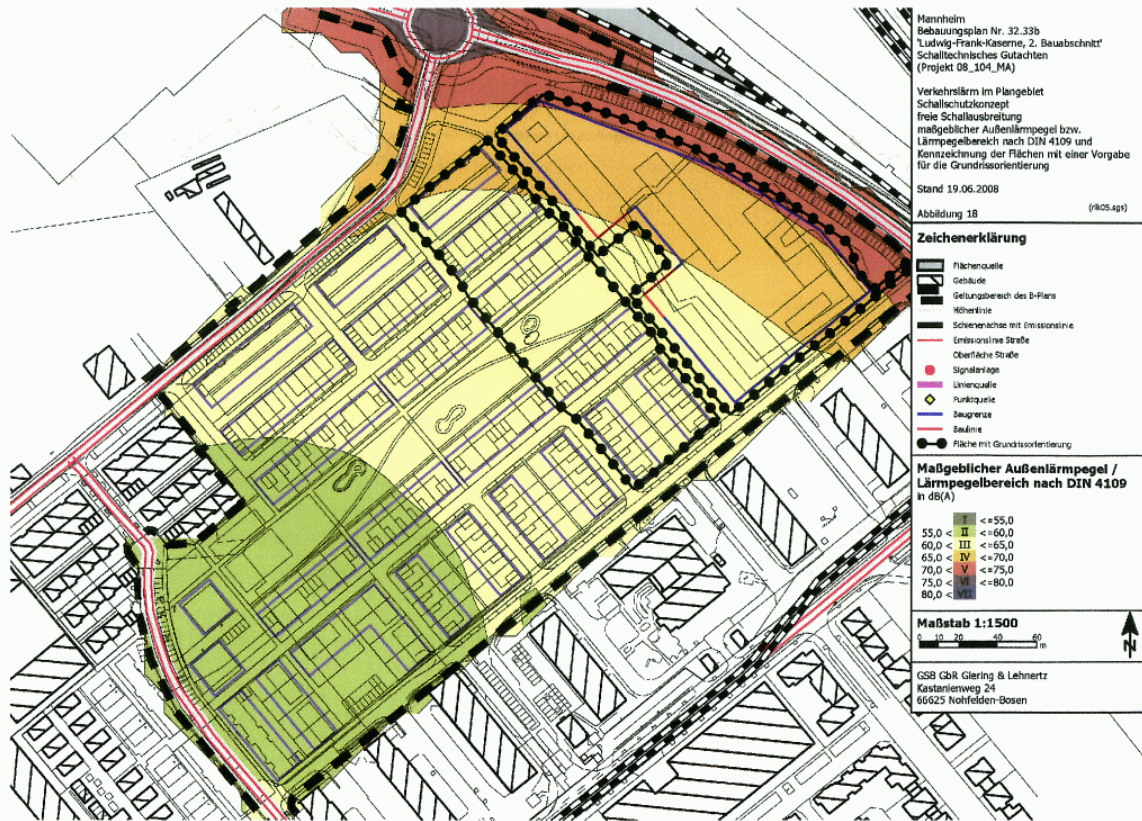 Mannheim
Bebauungsplan Nr. 32.33b
'Ludwig-Frank-Kaserne, 2. Bauabschnitt'
Schalltechnisches Gutachten
(Projekt 08_104_MA)
Verkehrslärm im Plangebiet
Schallschutzkonzept
freie Schallausbreitung
maßgeblicher Außenlärmpegel bzw.
Lärmpegelbereich nach DIN 4109 und
Kennzeichnung der Flächen mit einer Vorgabe
für die Grundrissorientierung
Stand 19.06.2008
(rlk05.sgs)
Abbildung 18
Zeichenerklärung
Flächenquelle
Gebäude
Geltungsbereich des B-Plans
Höhenlinie
Schienenachse mit Emissionslinie
Emissionslinie Straße
Oberfläche Straße
Signalanlage
Linienquelle
Punktquelle
Baugrenze
Baulinie
Fläche mit Grundrissorientierung
Maßgeblicher Außenlärmpegel /
Lärmpegelbereich nach DIN 4109
in dB(A)
I <=55,0
55,0 < II <=60,0
60,0 < III <=65,0
65,0 < IV <=70,0
70,0 < V <=75,0
75,0 < VI <=80,0
80,0 < VII
Maßstab 1:1500
0 10 20 40 60
m
N
GSB GbR Giering & Lehnertz
Kastanienweg 24
66625 Nohfelden-Bosen